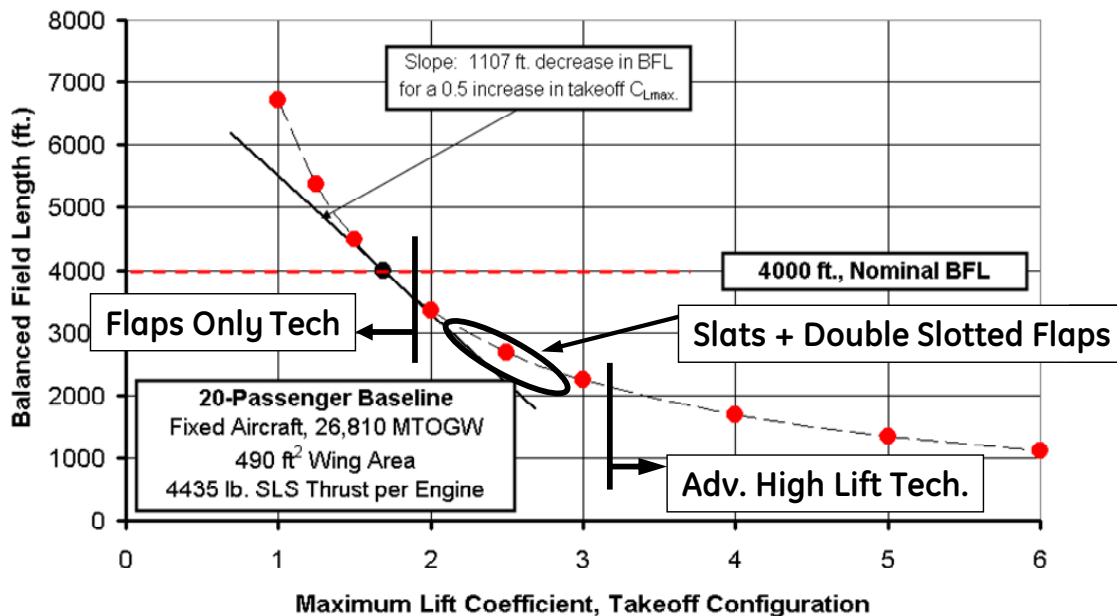 8000
7000
6000
5000
4000
3000
2000
1000
0
Balanced Field Length (ft.)
Slope: 1107 ft. decrease in BFL
for a 0.5 increase in takeoff CLmax.
4000 ft., Nominal BFL
Flaps Only Tech
Slats + Double Slotted Flaps
20-Passenger Baseline
Fixed Aircraft, 26,810 MTOGW
490 ft² Wing Area
4435 lb. SLS Thrust per Engine
Adv. High Lift Tech.
0 1 2 3 4 5 6
Maximum Lift Coefficient, Takeoff Configuration